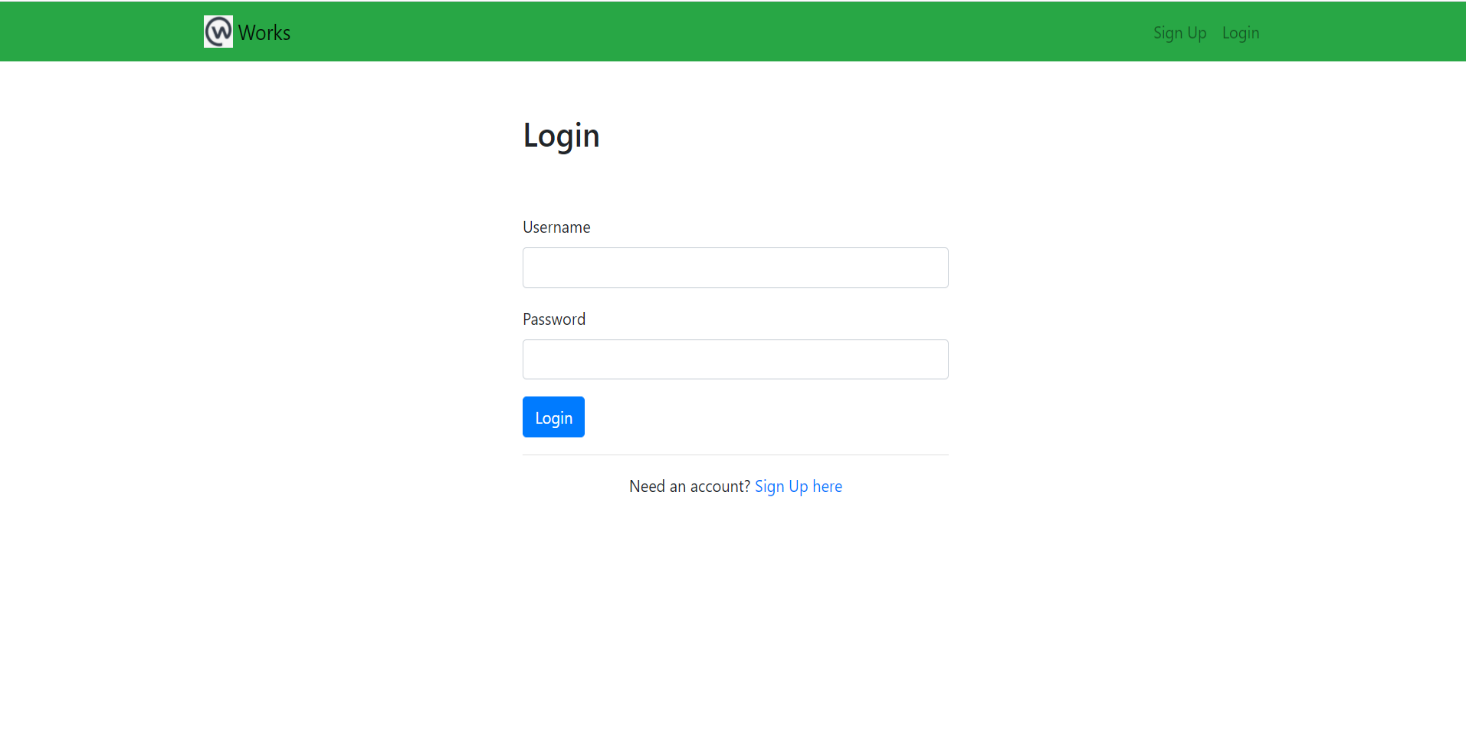 Works
Sign Up Login
Login
Username
Password
Login
Need an account? Sign Up here